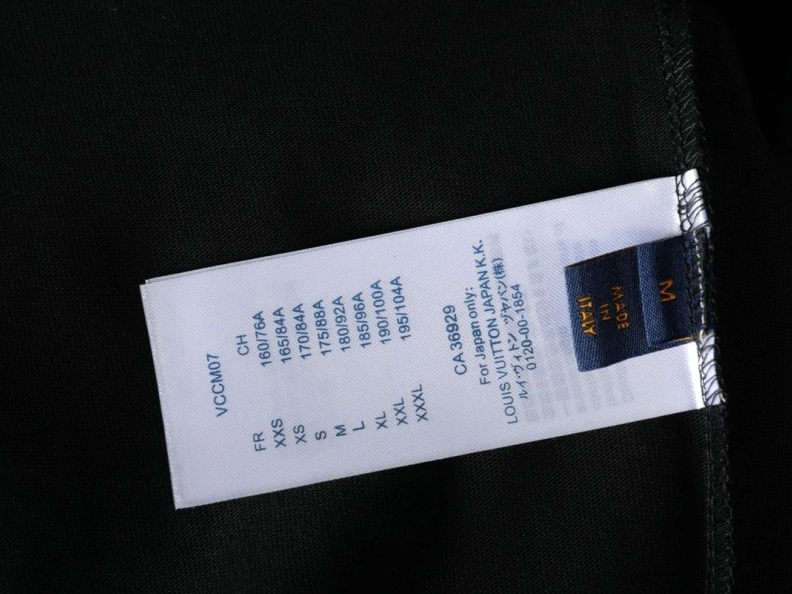 VCCM07
FR CH
XXS 160/76A
XS 165/84A
S 170/84A
M 175/88A
L 180/92A
XL 185/96A
XXL 190/100A
XXXL 195/104A
CA 36929
For Japan only:
LOUIS VUITTON JAPAN K.K.
ルイ・ヴィトン ジャパン(株)
0120-00-1854
M
MADE
IN
ITALY